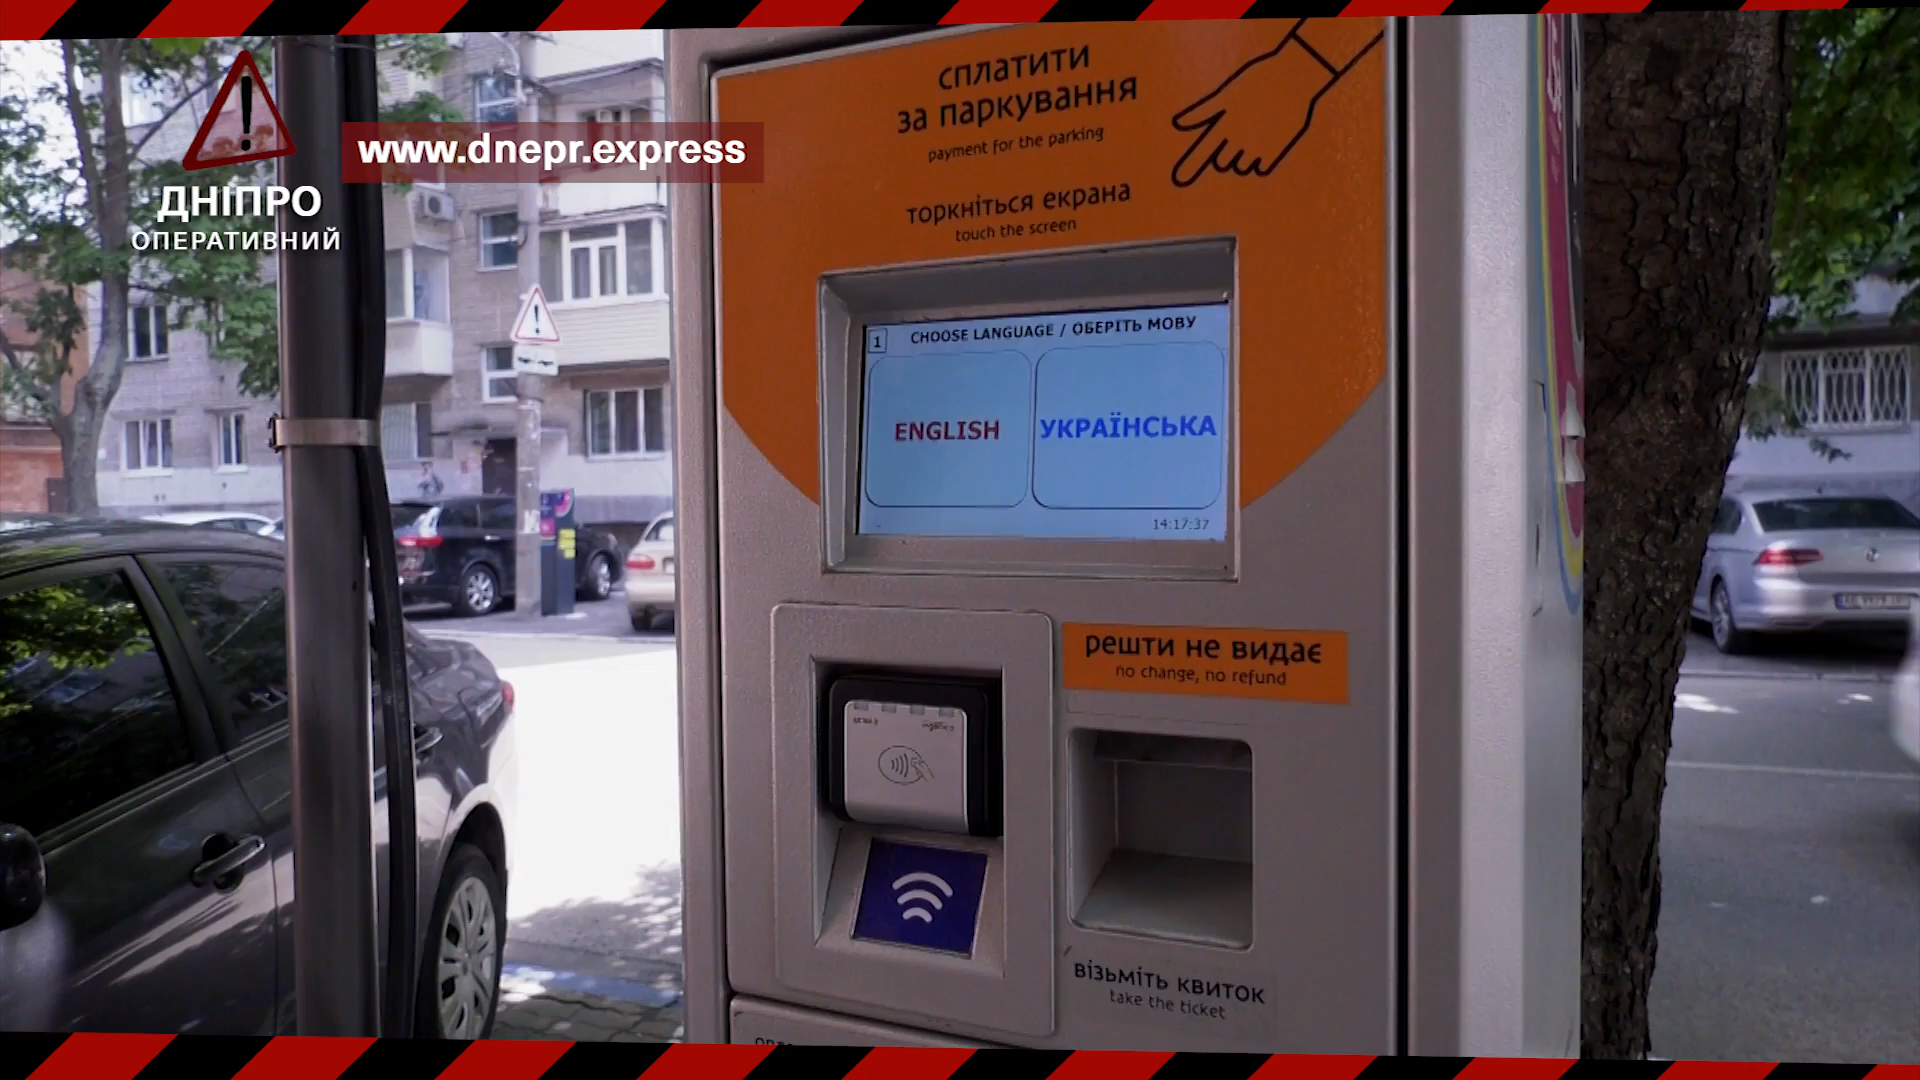 www.dnepr.express
ДНІПРО
ОПЕРАТИВНИЙ
сплатити
за паркування
payment for the parking
торкніться екрана
touch the screen
1 CHOOSE LANGUAGE / ОБЕРІТЬ МОВУ
ENGLISH УКРАЇНСЬКА
14:17:37
решти не видає
no change, no refund
візьміть квиток
take the ticket